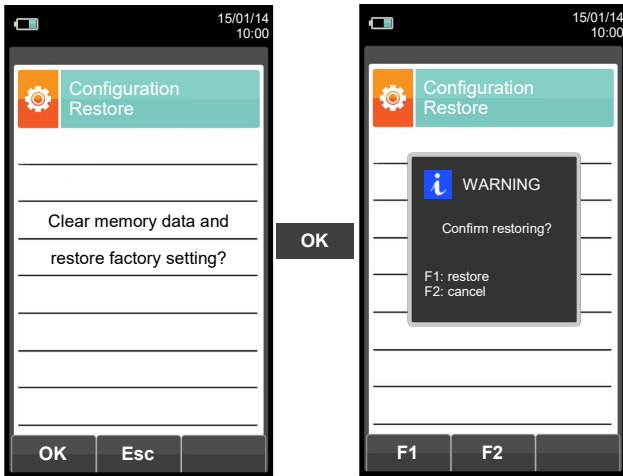 15/01/14
10:00
Configuration
Restore
Clear memory data and
restore factory setting?
OK
Esc
OK
15/01/14
10:00
Configuration
Restore
i
WARNING
Confirm restoring?
F1: restore
F2: cancel
F1
F2